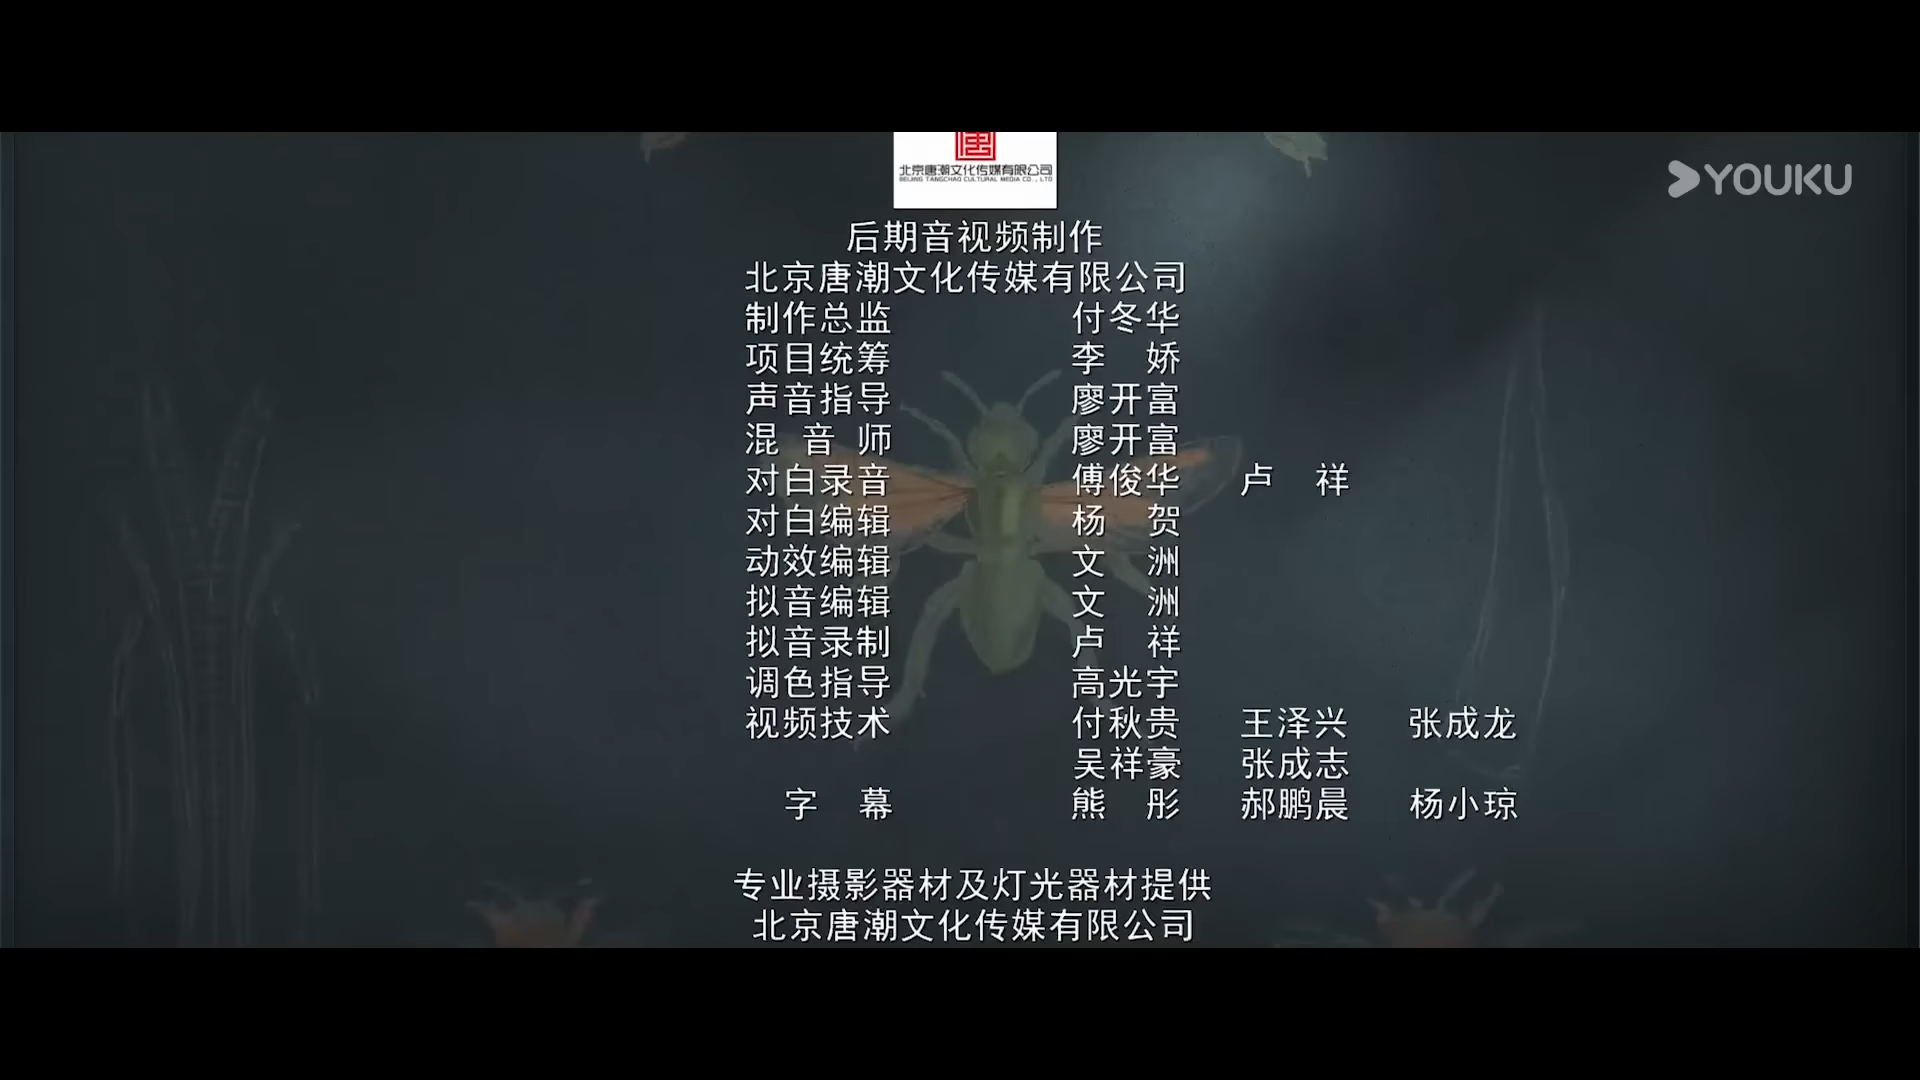 唐
北京唐潮文化传媒有限公司
BEIJING TANGCHAO CULTURAL MEDIA CO., LTD
YOUKU
后期音视频制作
北京唐潮文化传媒有限公司
制作总监 付冬华
项目统筹 李 娇
声音指导 廖开富
混 音 师 廖开富
对白录音 傅俊华 卢 祥
对白编辑 杨 贺
动效编辑 文 洲
拟音编辑 文 洲
拟音录制 卢 祥
调色指导 高光宇
视频技术 付秋贵 王泽兴 张成龙
吴祥豪 张成志
字 幕 熊 彤 郝鹏晨 杨小琼
专业摄影器材及灯光器材提供
北京唐潮文化传媒有限公司